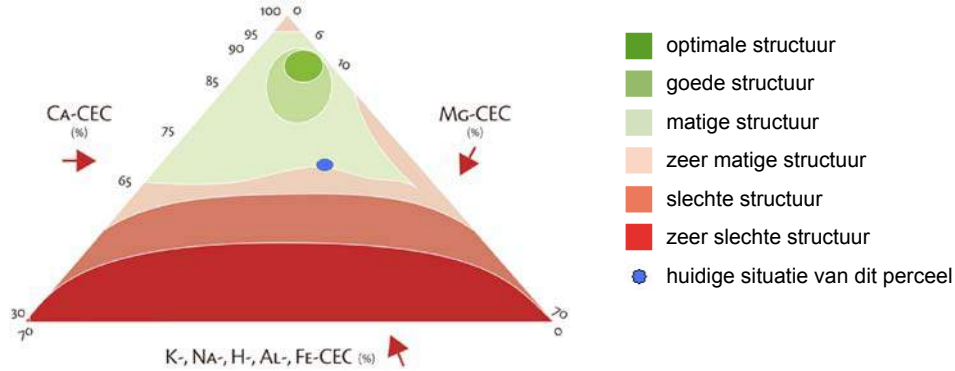 100 0
95 6
90
10
85
CA-CEC
(%)
MG-CEC
(%)
75
65
30
70
70
0
K-, NA-, H-, AL-, FE-CEC (%)
optimale structuur
goede structuur
matige structuur
zeer matige structuur
slechte structuur
zeer slechte structuur
huidige situatie van dit perceel